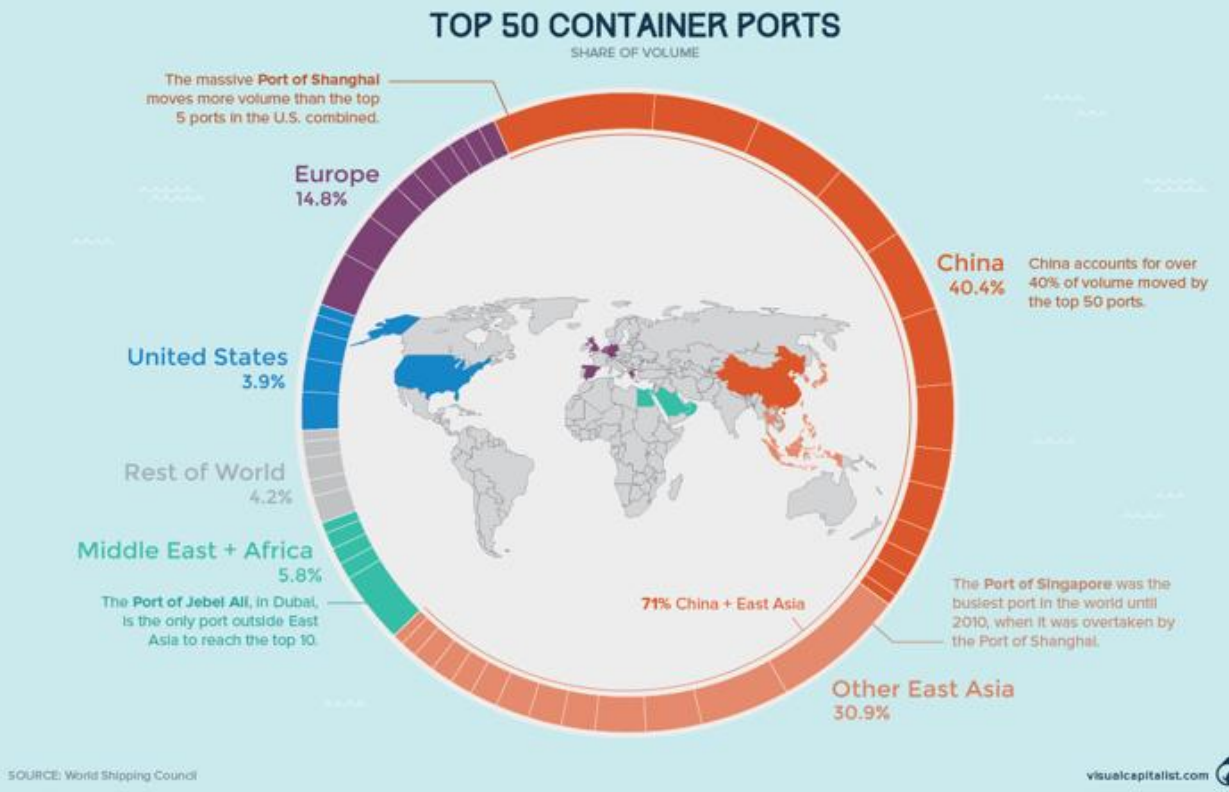 TOP 50 CONTAINER PORTS
SHARE OF VOLUME
The massive Port of Shanghai
moves more volume than the top
5 ports in the U.S. combined.
Europe
14.8%
China
40.4%
China accounts for over
40% of volume moved by
the top 50 ports.
United States
3.9%
Rest of World
4.2%
Middle East + Africa
5.8%
The Port of Jebel Ali, in Dubai,
is the only port outside East
Asia to reach the top 10.
71% China + East Asia
The Port of Singapore was the
busiest port in the world until
2010, when it was overtaken by
the Port of Shanghai.
Other East Asia
30.9%
SOURCE: World Shipping Council
visualcapitalist.com